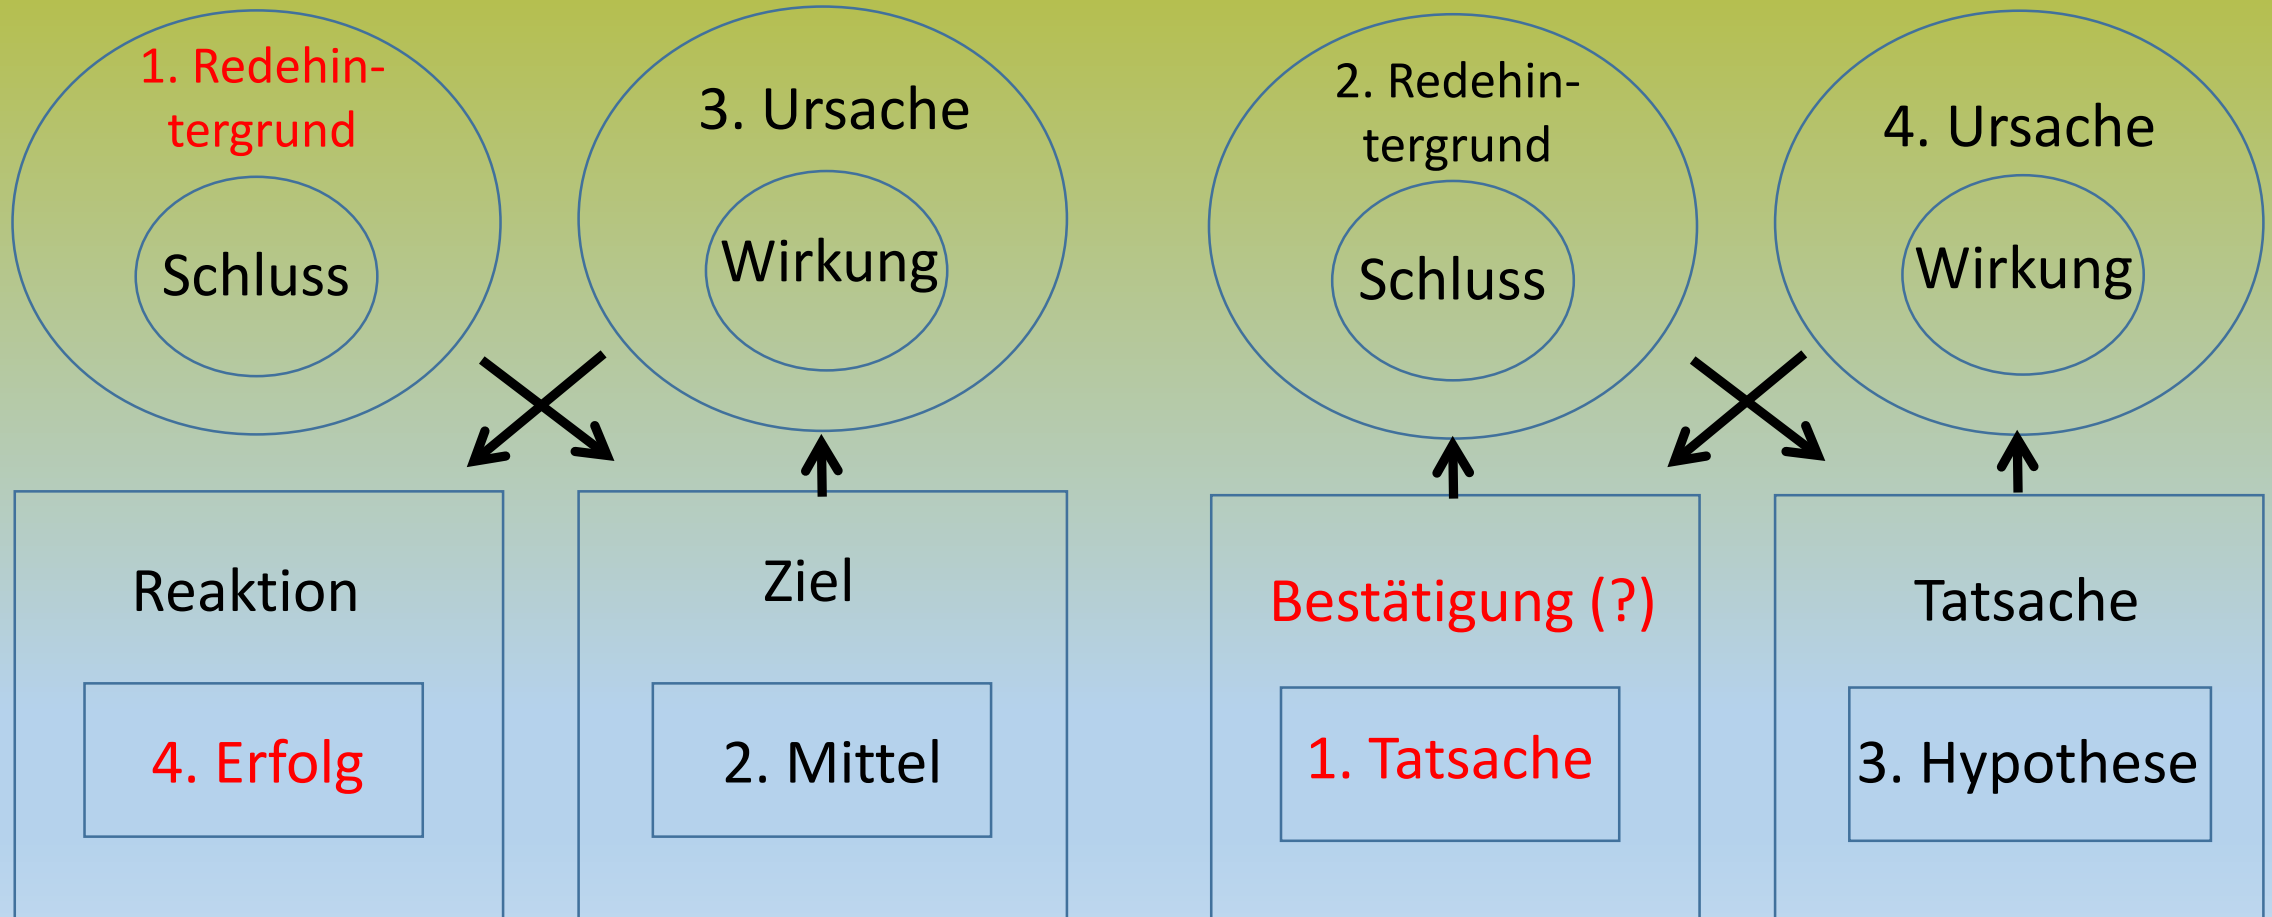 1. Redehin-
tergrund
Schluss
3. Ursache
Wirkung
2. Redehin-
tergrund
Schluss
4. Ursache
Wirkung
Reaktion
4. Erfolg
Ziel
2. Mittel
Bestätigung (?)
1. Tatsache
Tatsache
3. Hypothese